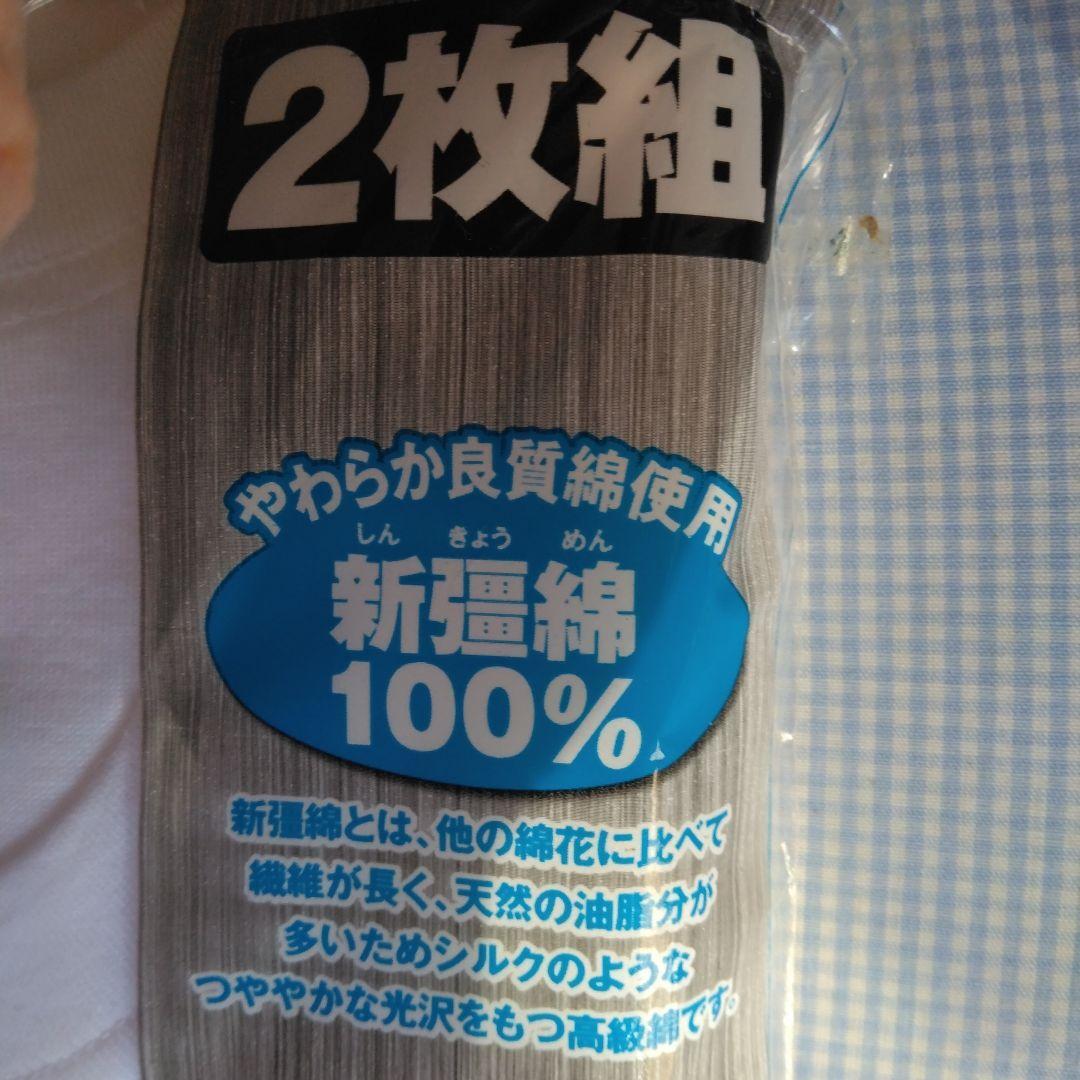 2枚組
やわらか良質綿使用
しん きょう めん
新彊綿
100%
新彊綿とは、他の綿花に比べて
繊維が長く、天然の油脂分が
多いためシルクのような
つややかな光沢をもつ高級綿です。